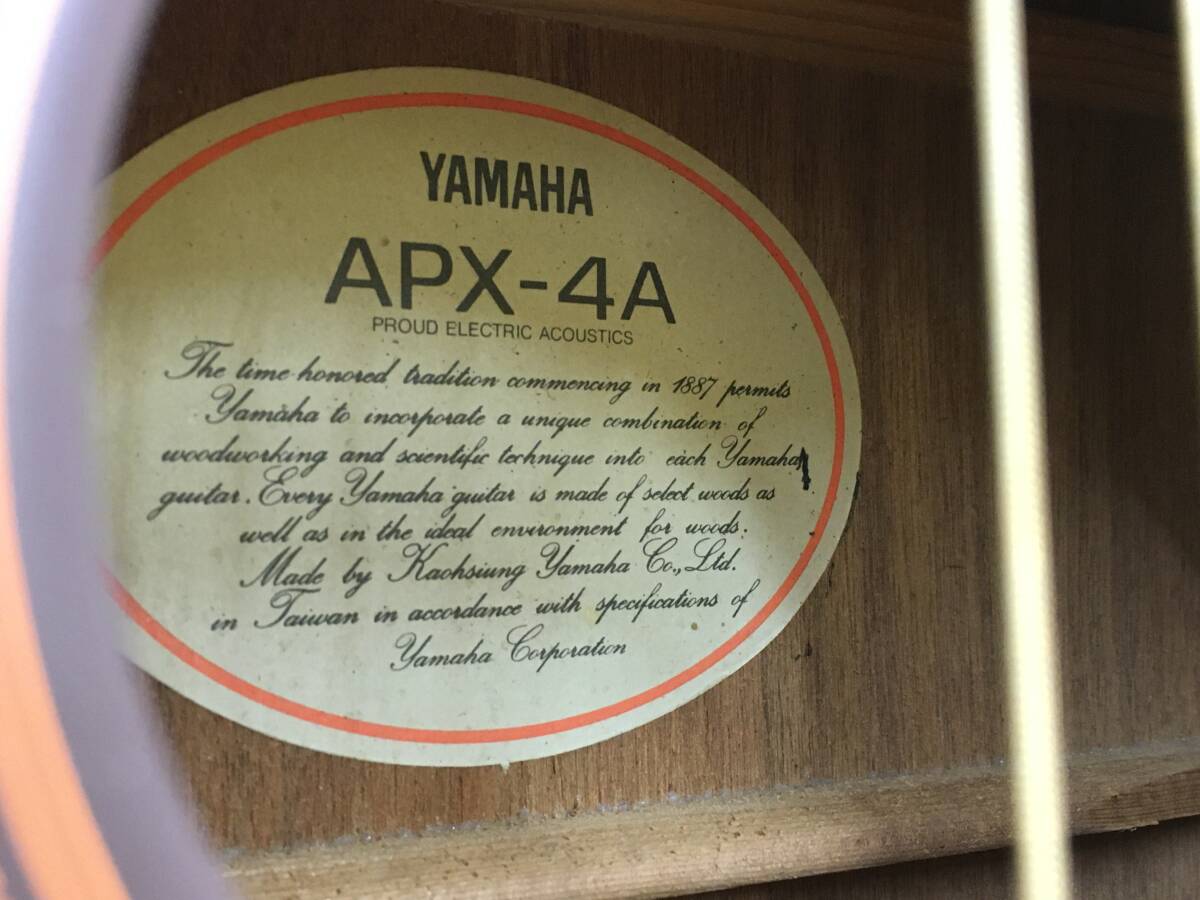 YAMAHA
APX-4A
PROUD ELECTRIC ACOUSTICS
The time honored tradition commencing in 1887 permits
Yamaha to incorporate a unique combination of
woodworking and scientific technique into each Yamaha
guitar. Every Yamaha guitar is made of select woods as
well as in the ideal environment for woods.
Made by Kaohsiung Yamaha Co., Ltd.
in Taiwan in accordance with specifications of
Yamaha Corporation